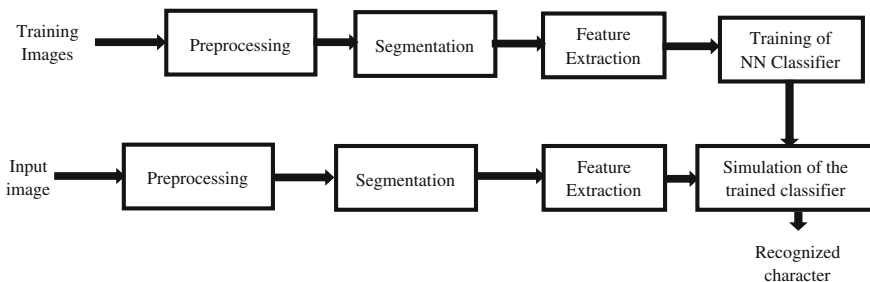 Training
Images
Preprocessing
Segmentation
Feature
Extraction
Training of
NN Classifier
Input
image
Preprocessing
Segmentation
Feature
Extraction
Simulation of the
trained classifier
Recognized
character